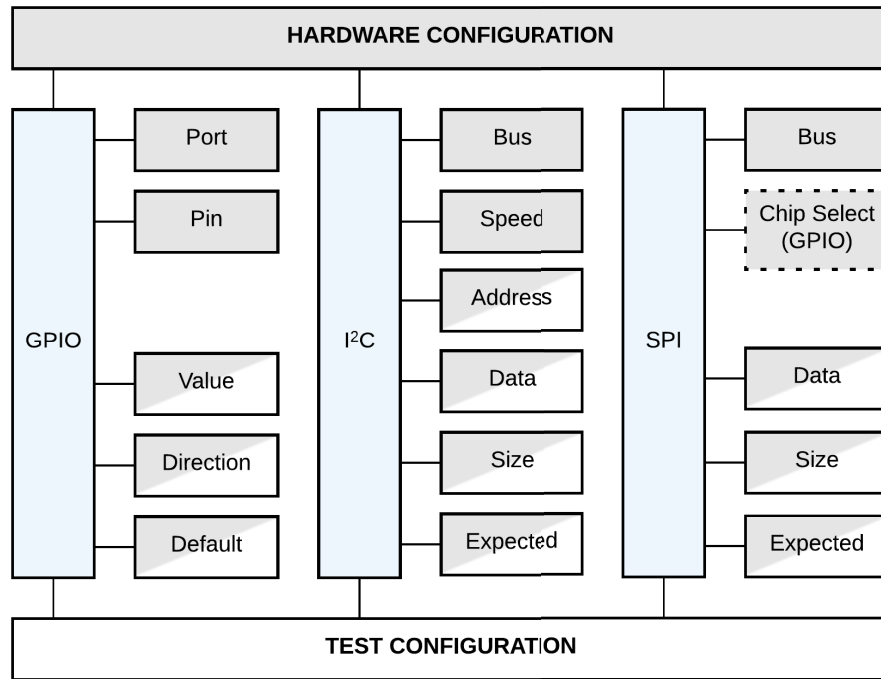 HARDWARE CONFIGURATION
GPIO
Port
Pin
Value
Direction
Default
I²C
Bus
Speed
Address
Data
Size
Expected
SPI
Bus
Chip Select
(GPIO)
Data
Size
Expected
TEST CONFIGURATION